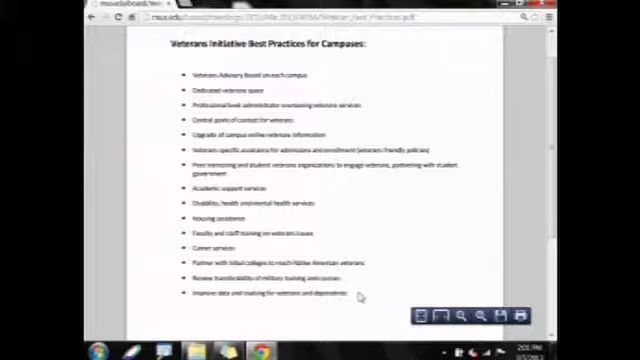 Veterans Initiative Best Practices for Campuses:
Veterans Advisory Board on each campus
Dedicated veterans space
Professional level administrator overseeing veterans services
Central point of contact for veterans
Upgrade of campus online veterans information
Veterans specific assistance for admissions and enrollment (veterans friendly policies)
Peer mentoring and student veterans organizations to engage veterans, partnering with student
government
Academic support services
Disability, health and mental health services
Housing assistance
Faculty and staff training on veterans issues
Career services
Partner with tribal colleges to reach Native American veterans
Review transferability of military training and courses
Improve data and tracking for veterans and dependents
2:01 PM